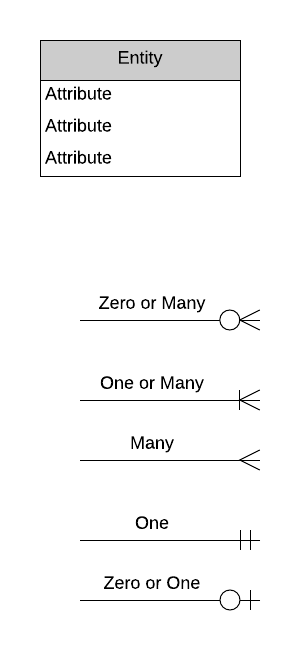 Entity
Attribute
Attribute
Attribute
Zero or Many
One or Many
Many
One
Zero or One